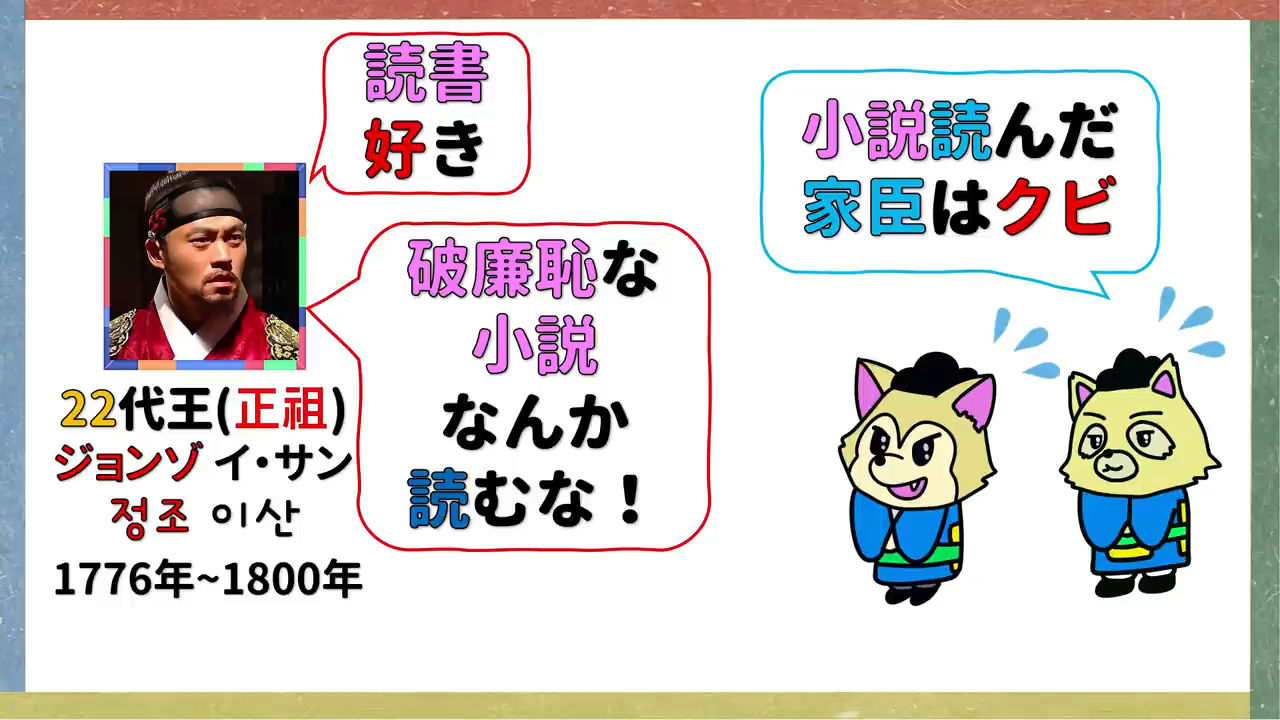 読書
好き
破廉恥な
小説
なんか
読むな！
22代王(正祖)
ジョンゾ イ・サン
정조 이산
1776年~1800年
小説読んだ
家臣はクビ